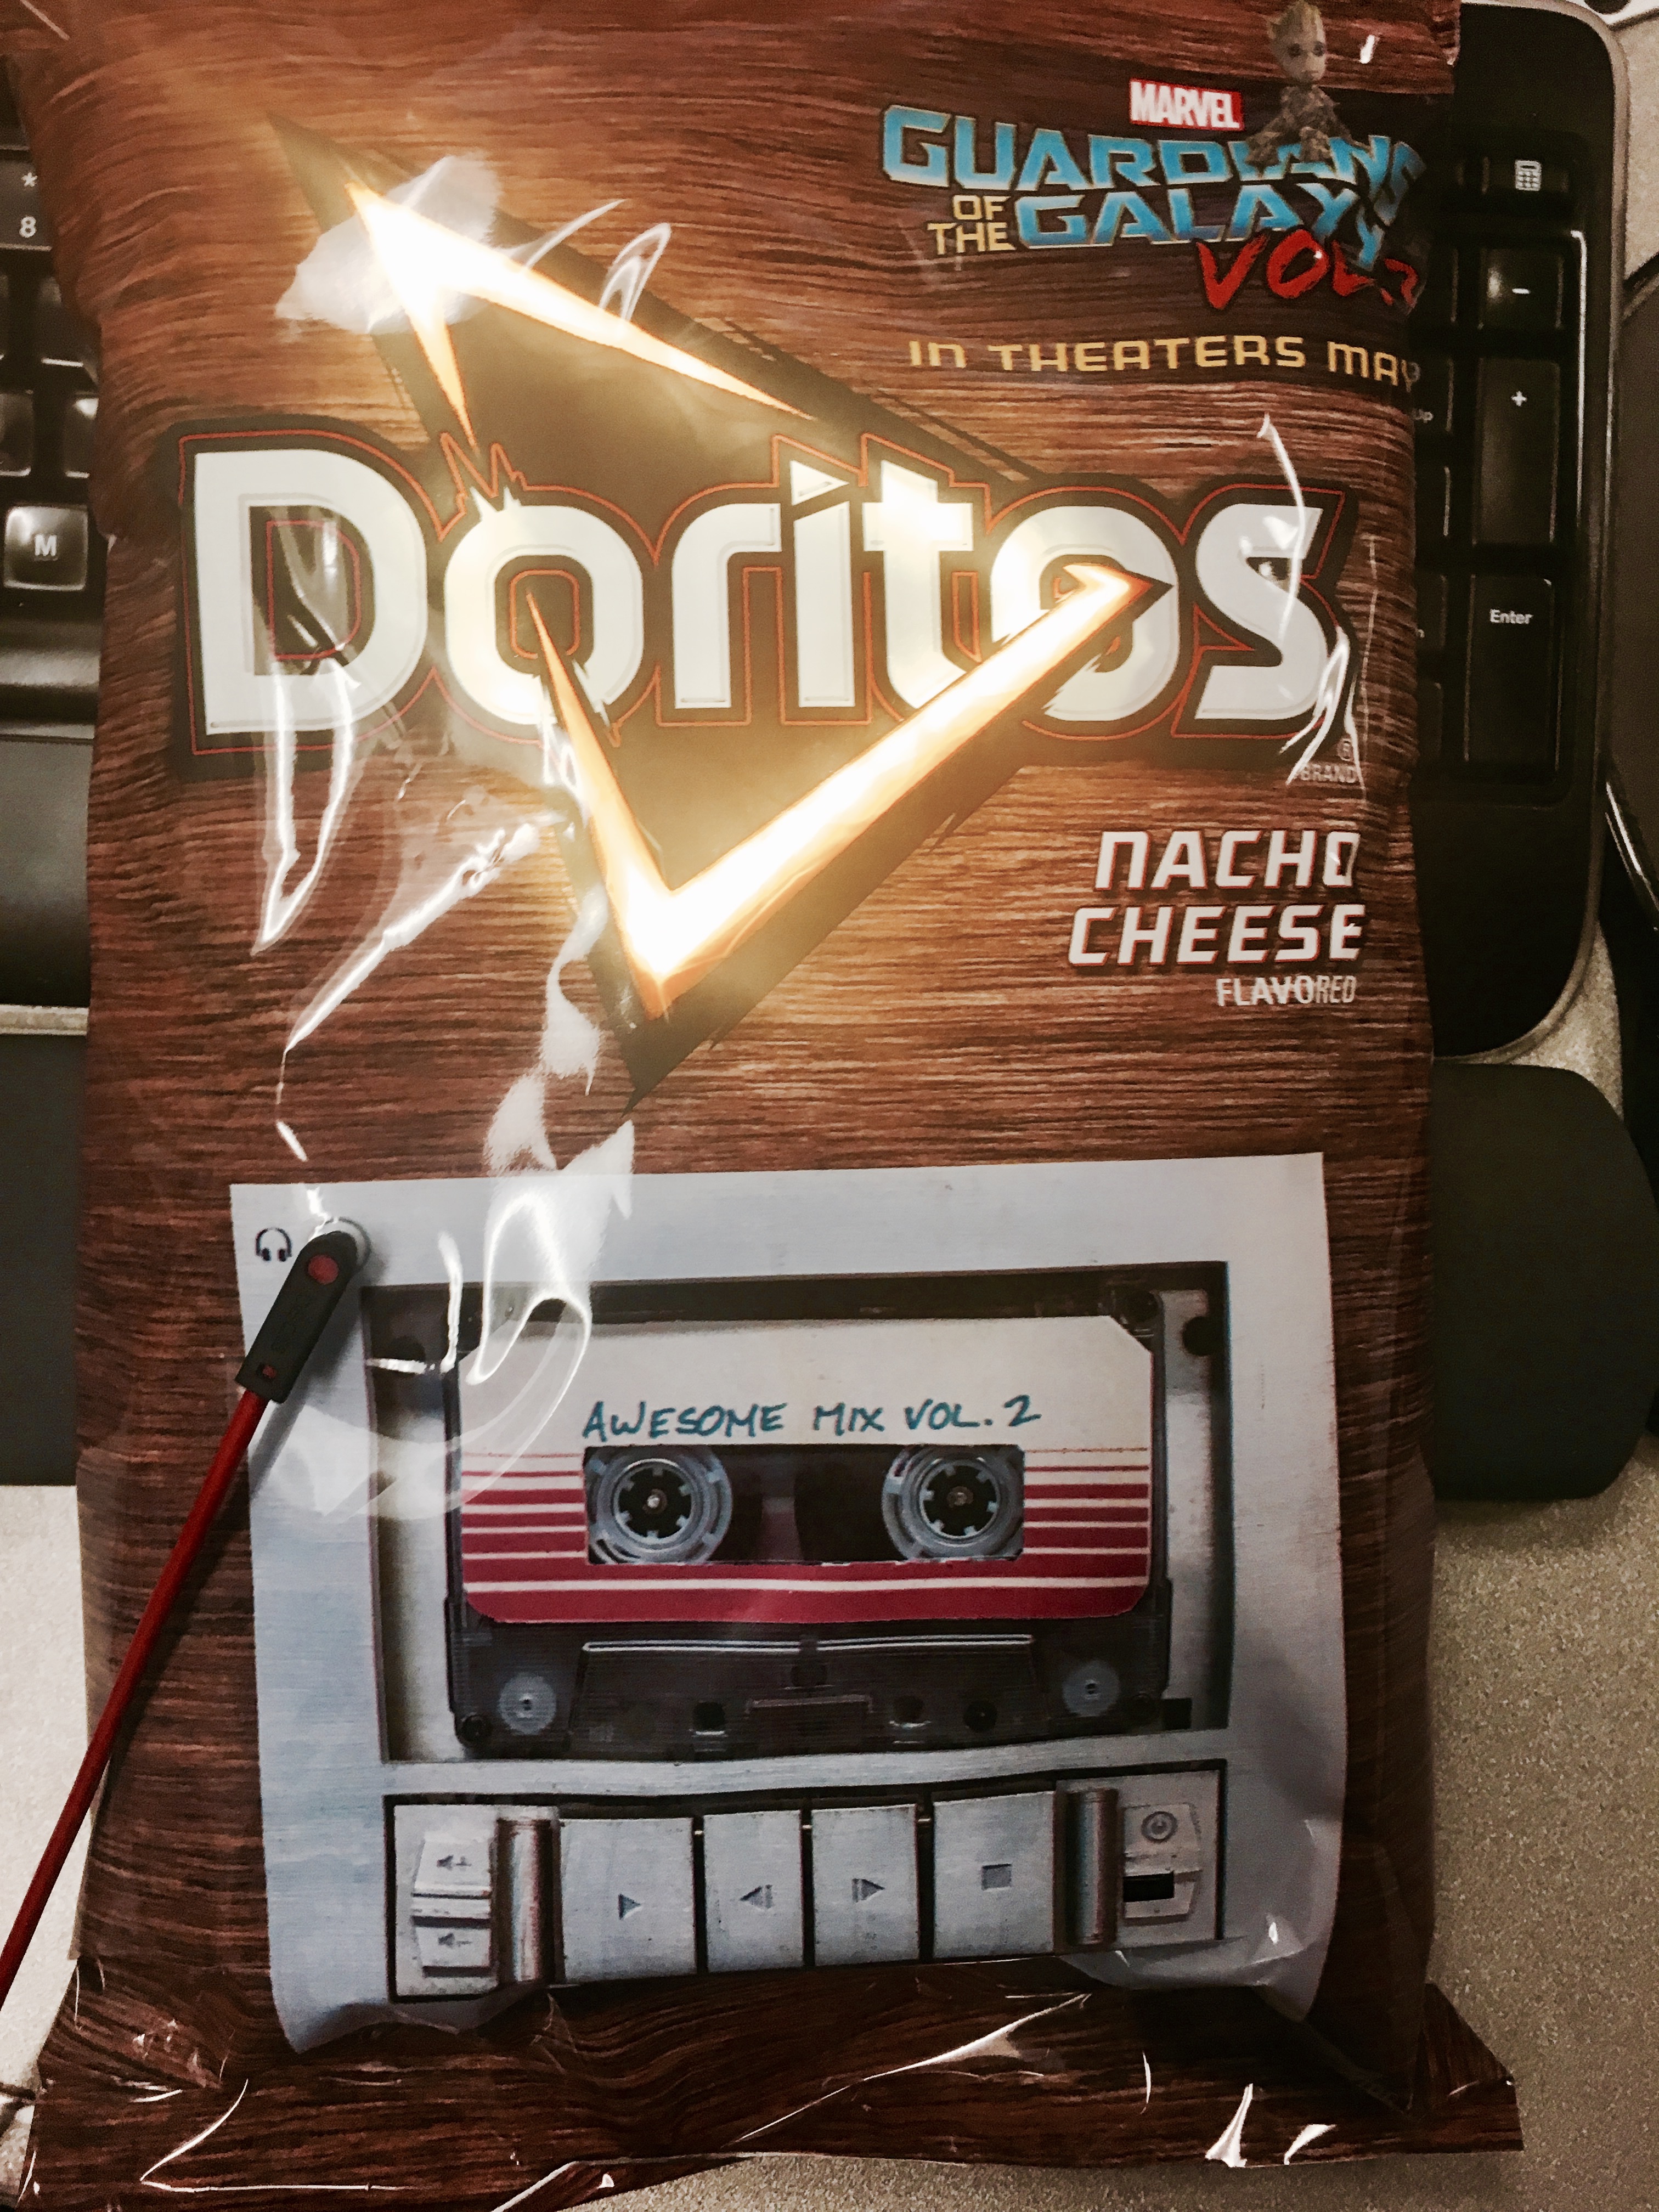 MARVEL
GUARDIANS
OF
THE GALAXY
VOL. 2
IN THEATERS MAY
Doritos
®
BRAND
NACHO
CHEESE
FLAVORED
AWESOME MIX VOL. 2
*
8
M
-
+
Up
Enter